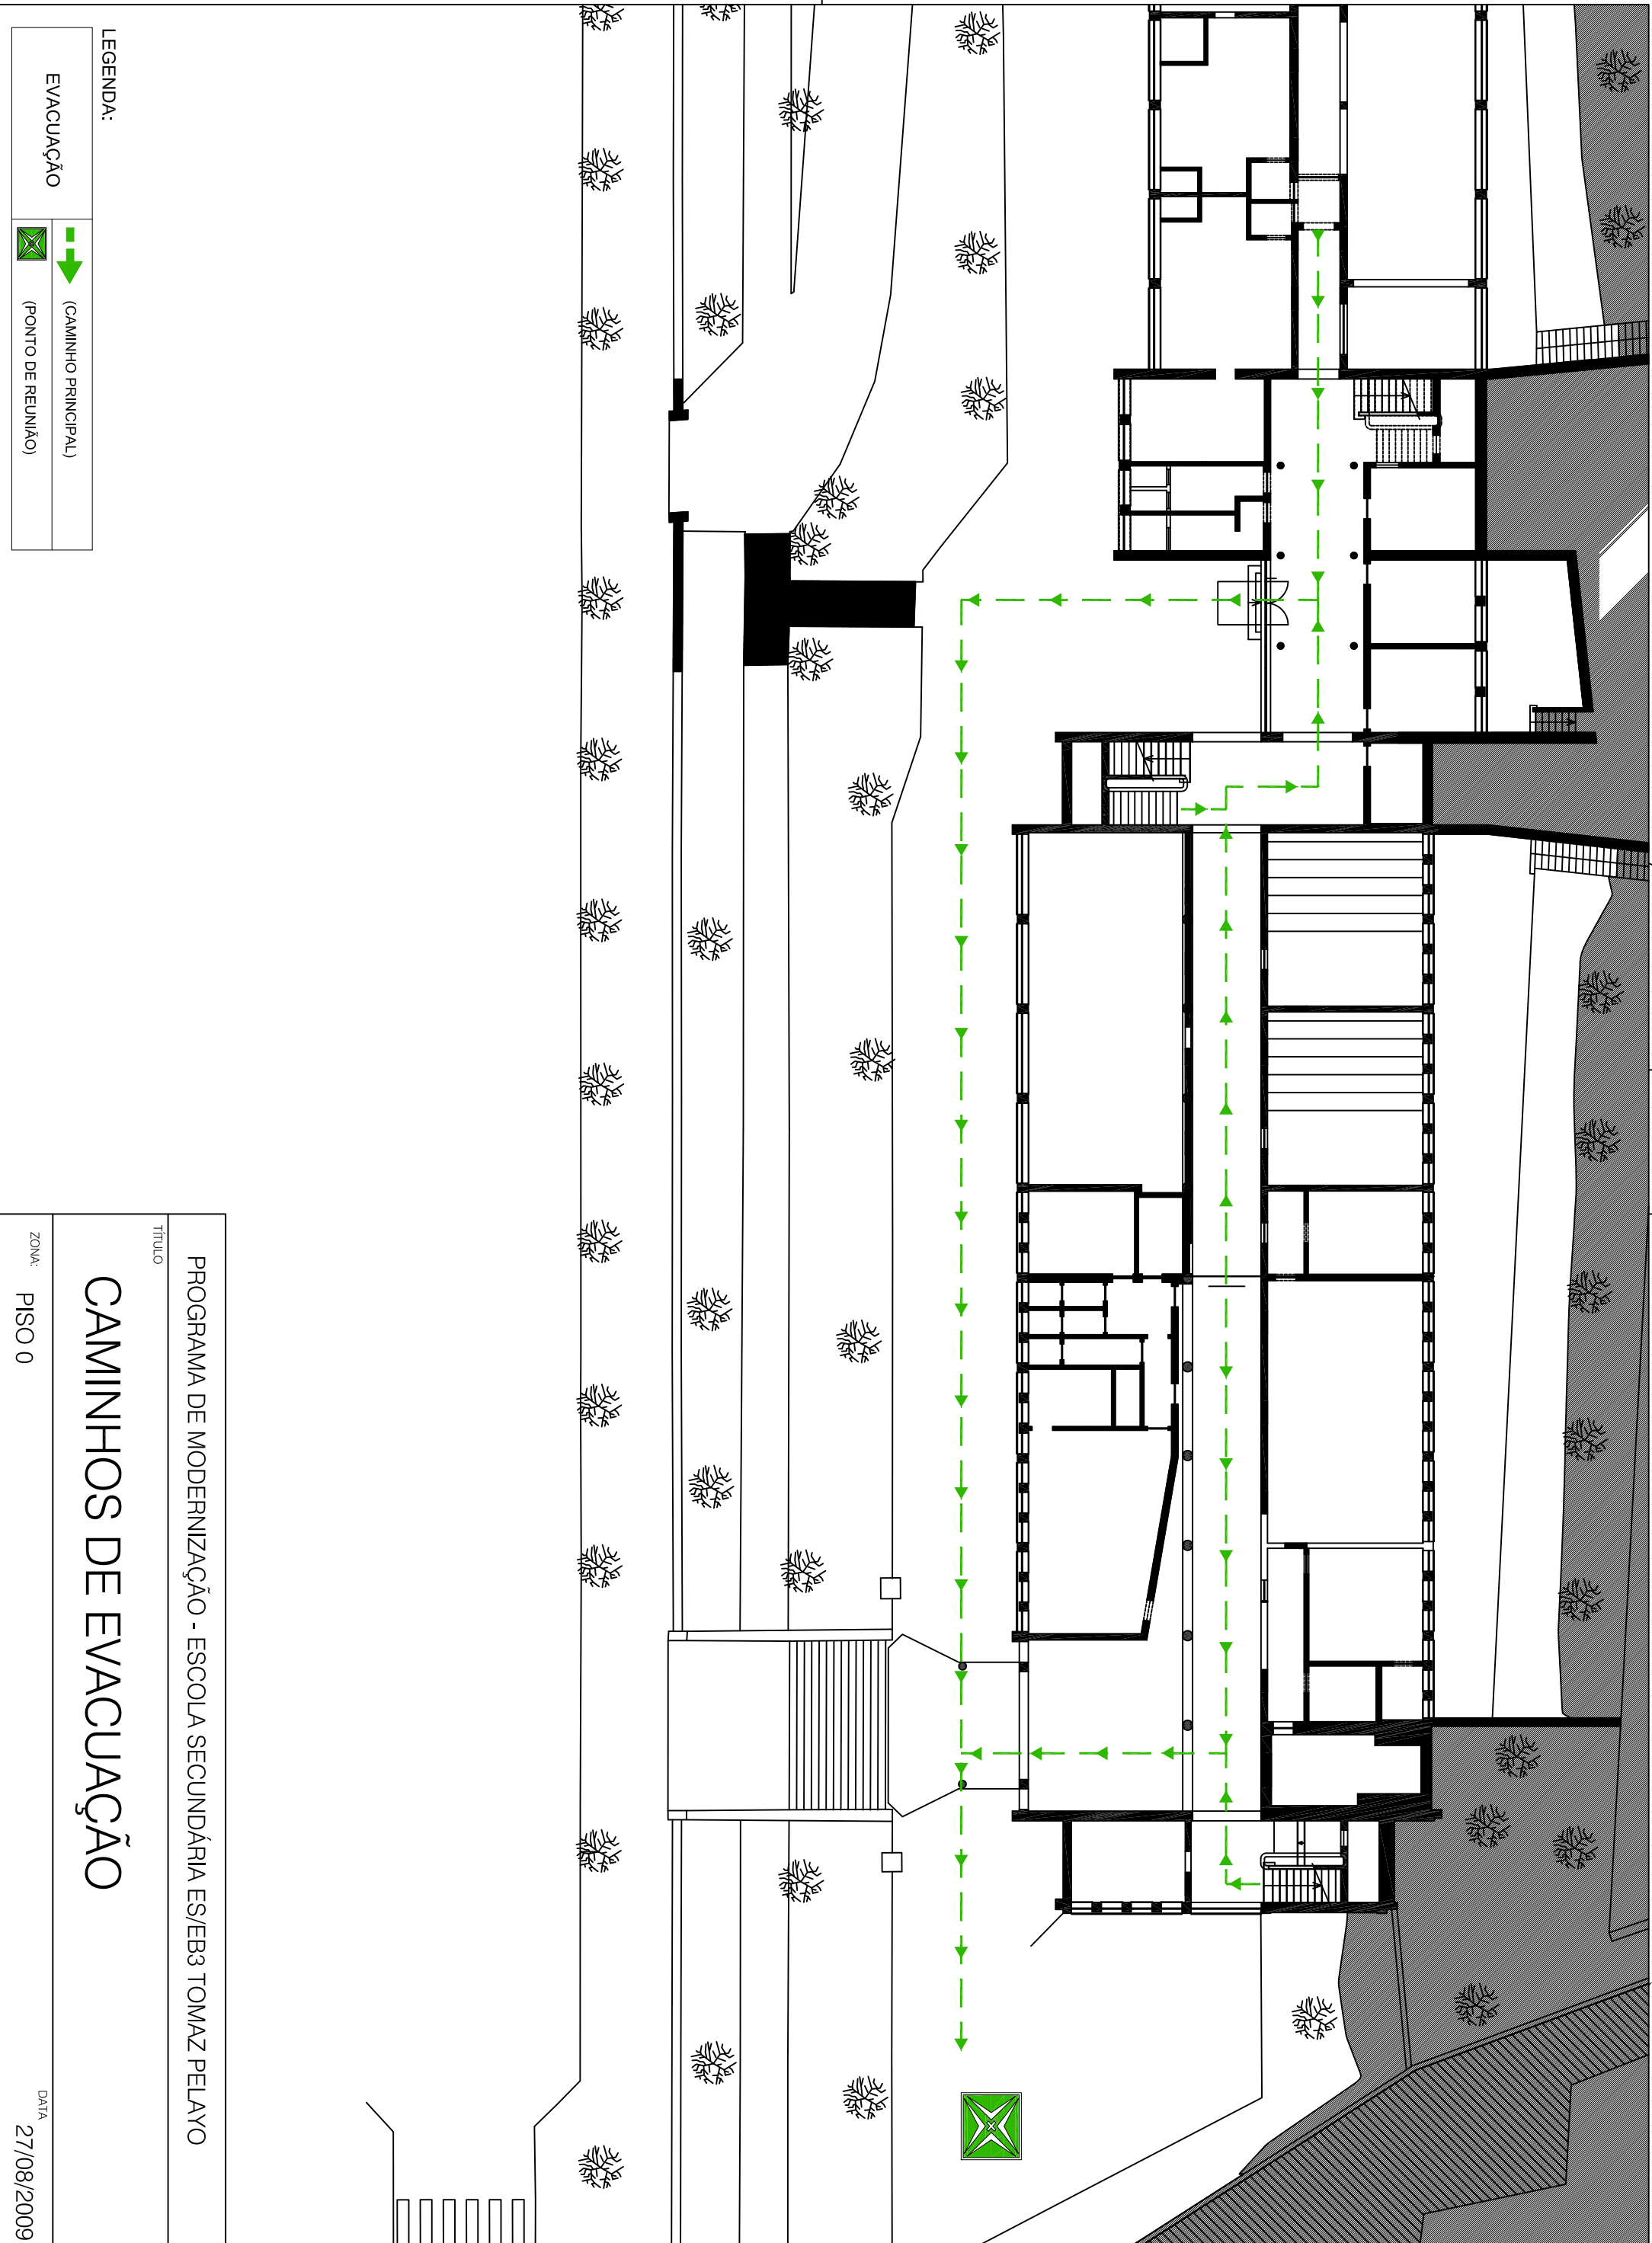 LEGENDA:
EVACUAÇÃO
(CAMINHO PRINCIPAL)
(PONTO DE REUNIÃO)
PROGRAMA DE MODERNIZAÇÃO - ESCOLA SECUNDÁRIA ES/EB3 TOMAZ PELAYO
TÍTULO
CAMINHOS DE EVACUAÇÃO
ZONA: PISO 0
DATA 27/08/2009